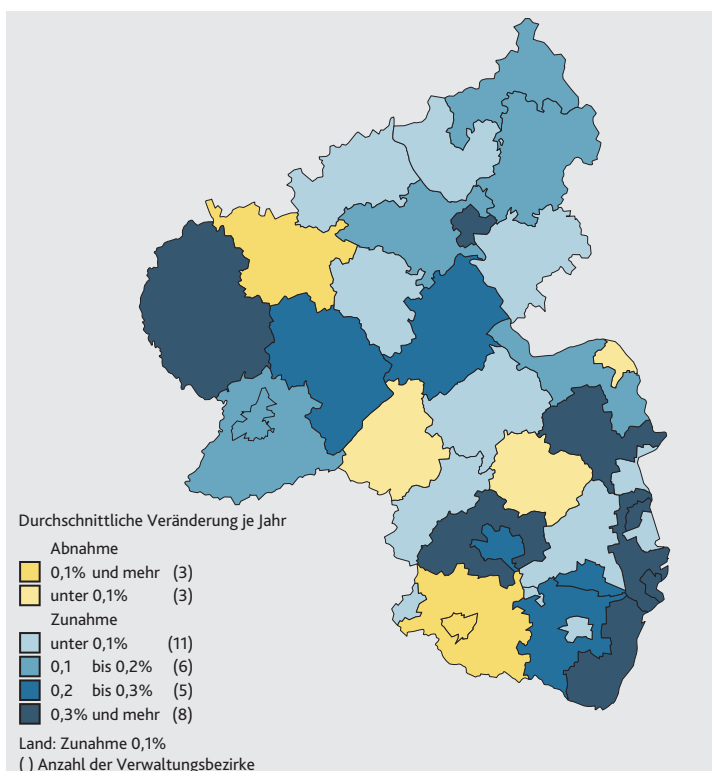 Durchschnittliche Veränderung je Jahr
Abnahme
0,1% und mehr (3)
unter 0,1% (3)
Zunahme
unter 0,1% (11)
0,1 bis 0,2% (6)
0,2 bis 0,3% (5)
0,3% und mehr (8)
Land: Zunahme 0,1%
( ) Anzahl der Verwaltungsbezirke